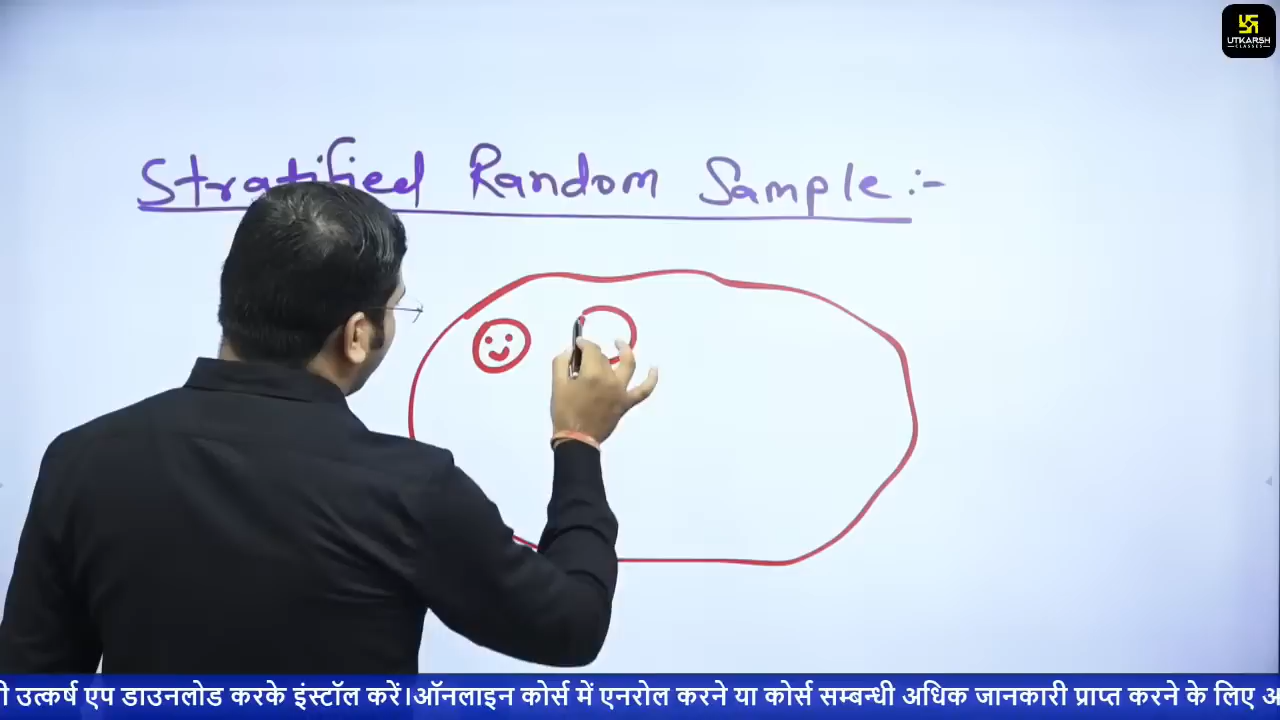 UTKARSH
CLASSES
Stratified Random Sample :-
उत्कर्ष एप डाउनलोड करके इंस्टॉल करें।ऑनलाइन कोर्स में एनरोल करने या कोर्स सम्बन्धी अधिक जानकारी प्राप्त करने के लिए